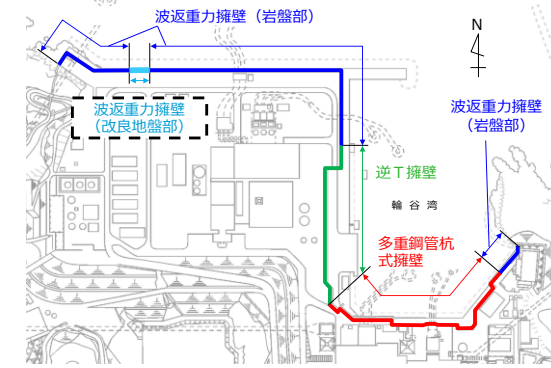 波返重力擁壁（岩盤部）
N
波返重力擁壁
（改良地盤部）
波返重力擁壁
（岩盤部）
逆Ｔ擁壁
輪谷湾
多重鋼管杭
式擁壁